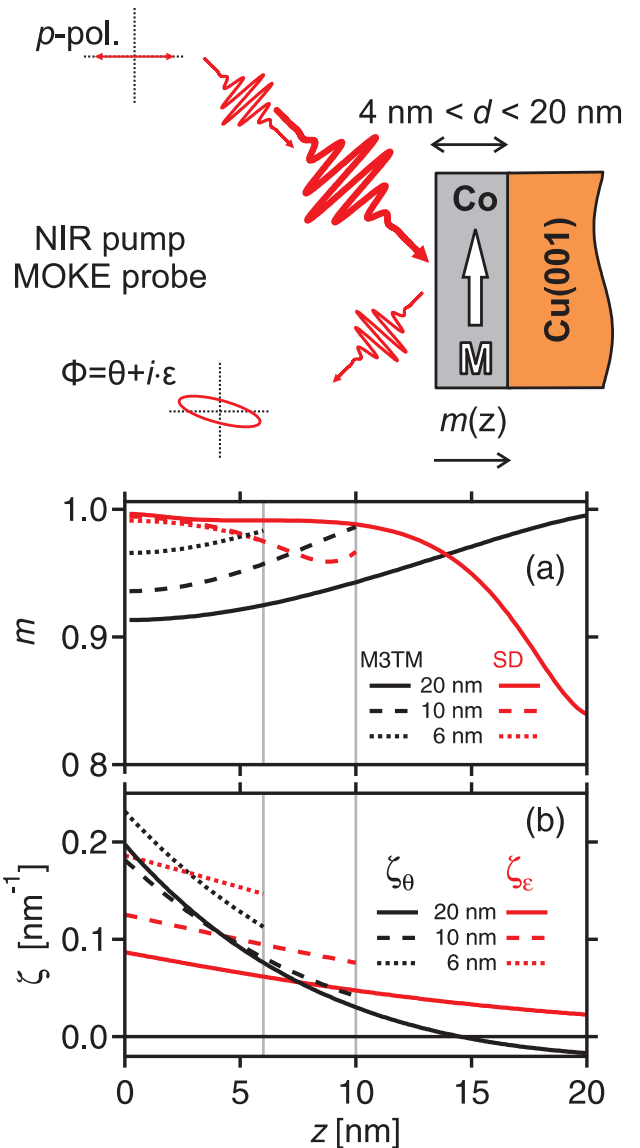 p-pol.
4 nm < d < 20 nm
Co
Cu(001)
NIR pump
MOKE probe
M
Φ=θ+i·ε
m(z)
1.0
(a)
m
0.9
M3TM SD
20 nm
10 nm
6 nm
0 8
(b)
0.2
ζθ ζε
20 nm
ζ [nm-1]
0.1
10 nm
6 nm
0.0
0 5 10 15 20
z [nm]